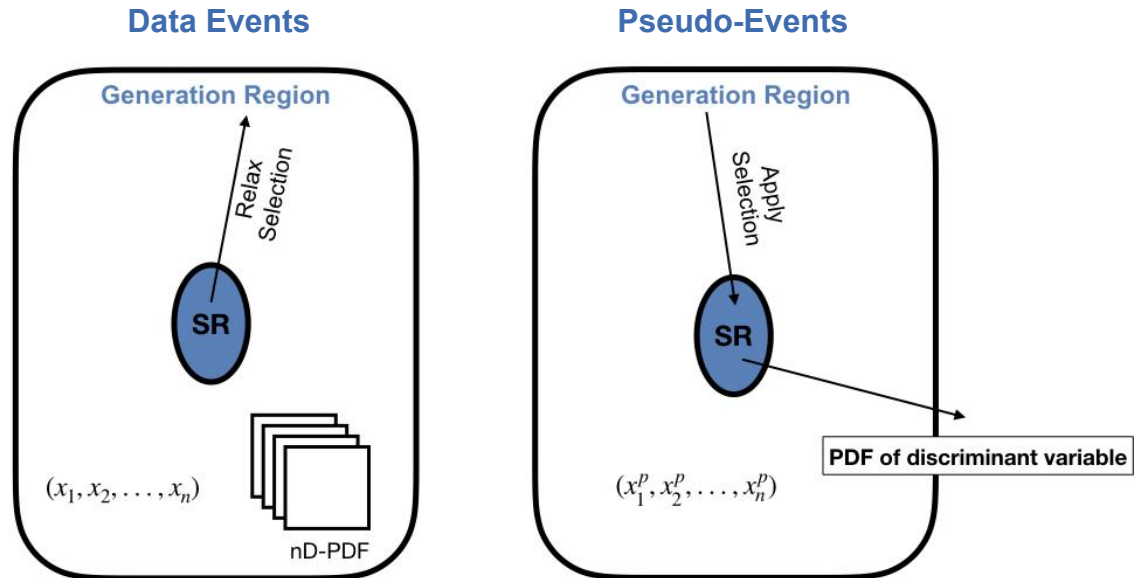 Data Events
Generation Region
Relax
Selection
SR
(x₁, x₂, . . . , xₙ)
nD-PDF
Pseudo-Events
Generation Region
Apply
Selection
SR
PDF of discriminant variable
(x₁ᵖ, x₂ᵖ, . . . , xₙᵖ)